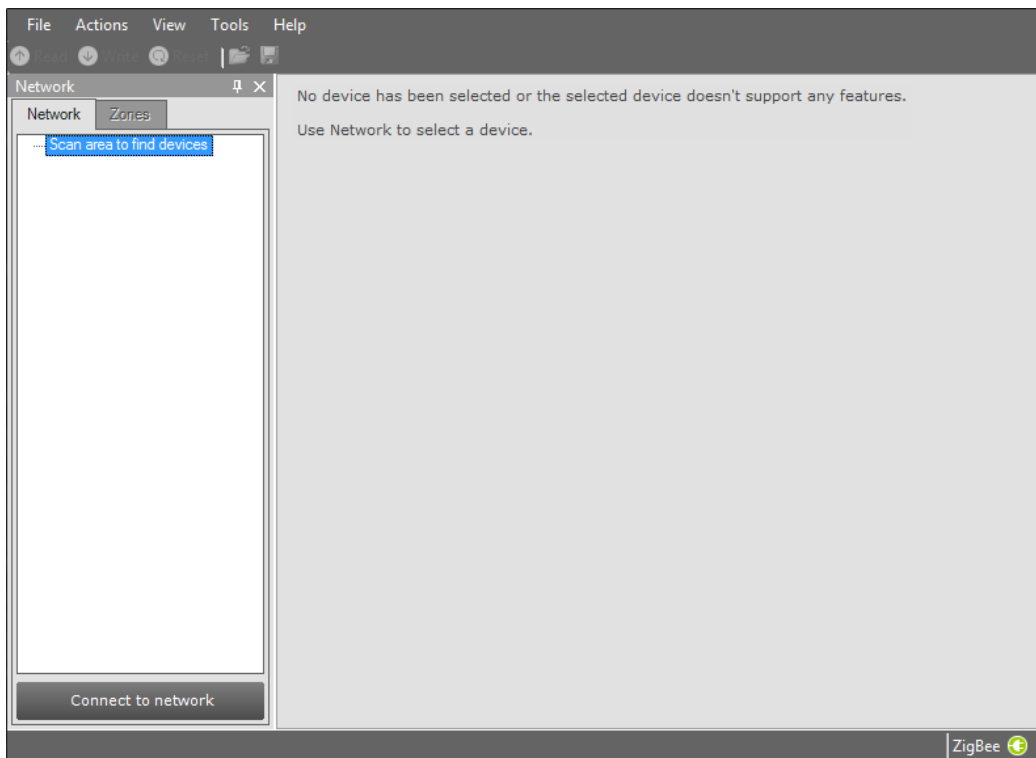 File Actions View Tools Help
Read Write Reset
Network
Network Zones
Scan area to find devices
Connect to network
No device has been selected or the selected device doesn't support any features.
Use Network to select a device.
ZigBee